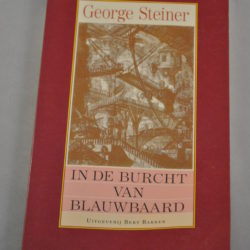 George Steiner
IN DE BURCHT
VAN
BLAUWBAARD
Uitgeverij Bert Bakker